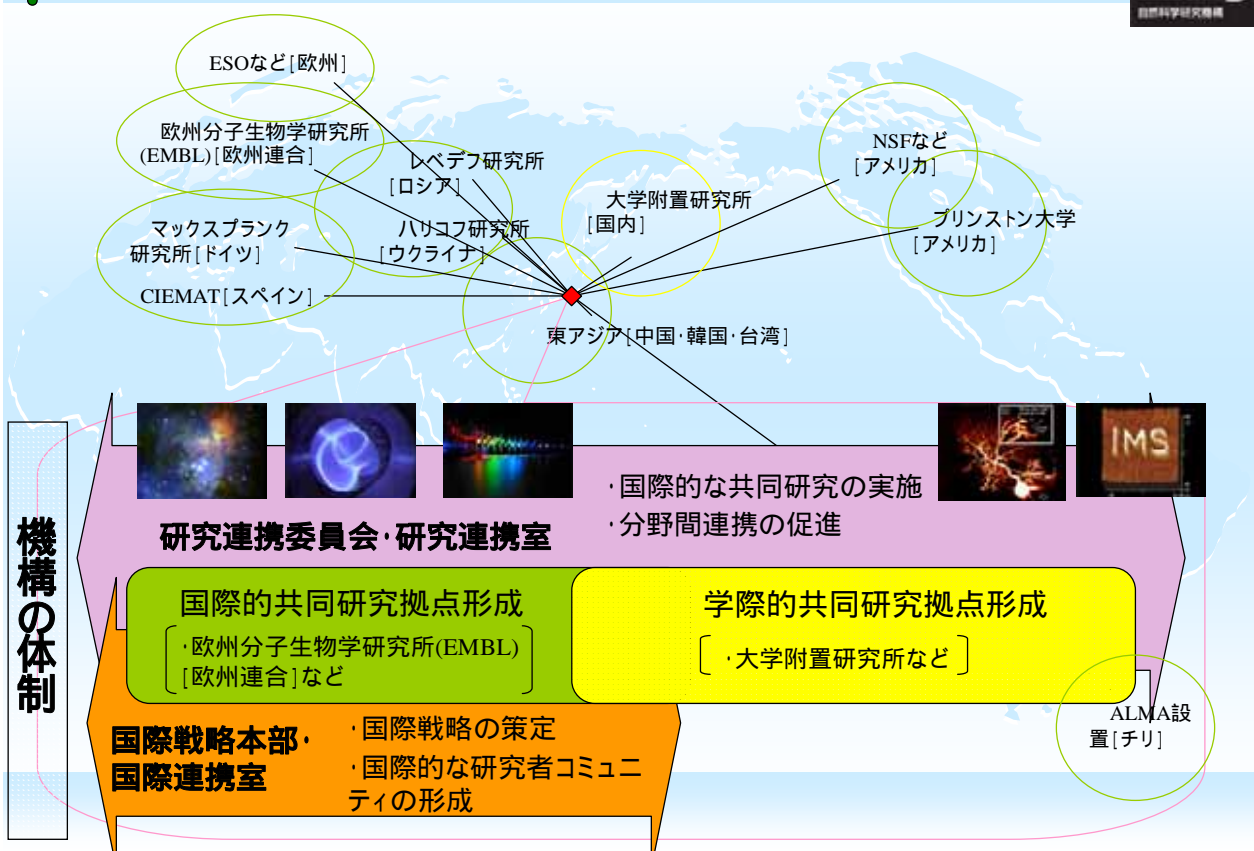 自然科学研究機構
ESOなど[欧州]
欧州分子生物学研究所
(EMBL)[欧州連合]
レベデフ研究所
[ロシア]
NSFなど
[アメリカ]
大学附置研究所
[国内]
プリンストン大学
[アメリカ]
マックスプランク
研究所[ドイツ]
ハリコフ研究所
[ウクライナ]
CIEMAT[スペイン]
東アジア[中国·韓国·台湾]
IMS
機構の体制
研究連携委員会·研究連携室
·国際的な共同研究の実施
·分野間連携の促進
国際的共同研究拠点形成
·欧州分子生物学研究所(EMBL)
[欧州連合]など
学際的共同研究拠点形成
·大学附置研究所など
国際戦略本部·
国際連携室
·国際戦略の策定
·国際的な研究者コミュニ
ティの形成
ALMA設
置[チリ]